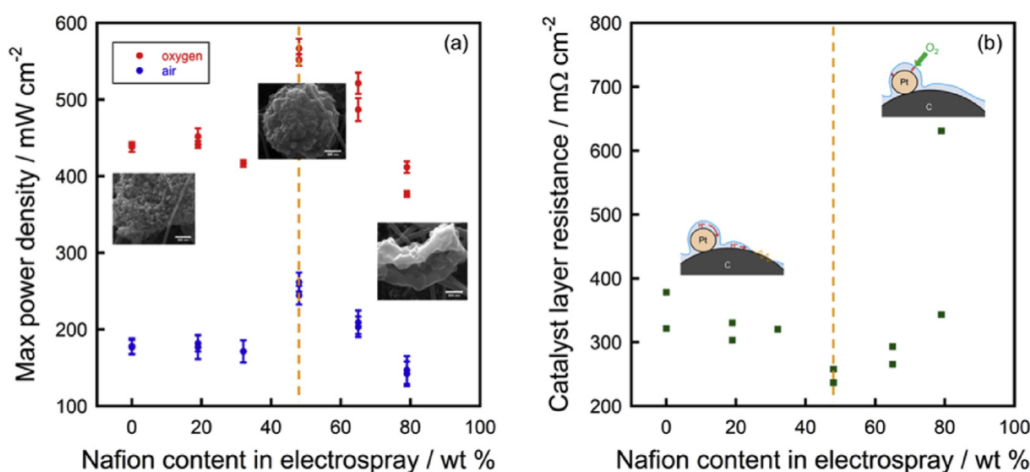 (a)
oxygen
air
Max power density / mW cm⁻²
600
500
400
300
200
100
0 20 40 60 80 100
Nafion content in electrospray / wt %
(b)
O₂
Pt
C
Pt
C
Catalyst layer resistance / mΩ cm⁻²
800
700
600
500
400
300
200
0 20 40 60 80 100
Nafion content in electrospray / wt %